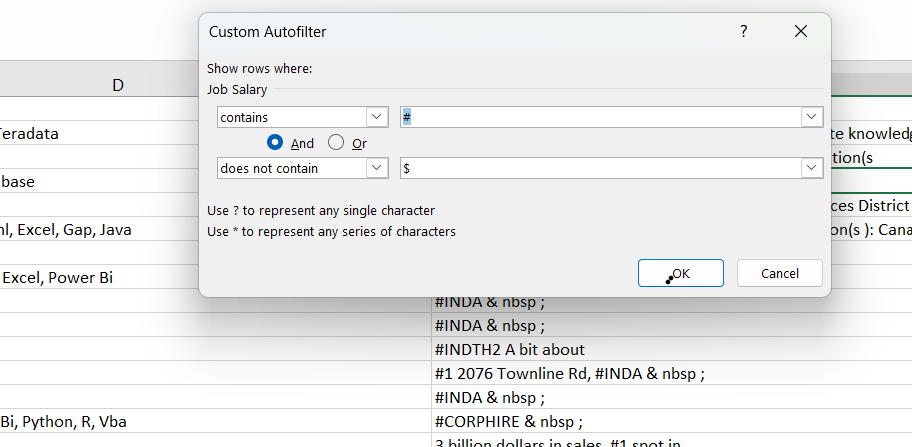 Custom Autofilter ?
Show rows where:
Job Salary
contains #
And Or
does not contain $
Use ? to represent any single character
Use * to represent any series of characters
OK Cancel
D
Teradata
te knowledg
tion(s
base
ces District
nl, Excel, Gap, Java
on(s ): Cana
Excel, Power Bi
#INDA & nbsp ;
#INDA & nbsp ;
#INDTH2 A bit about
#1 2076 Townline Rd, #INDA & nbsp ;
#INDA & nbsp ;
Bi, Python, R, Vba #CORPHIRE & nbsp ;
3 billion dollars in sales, #1 spot in